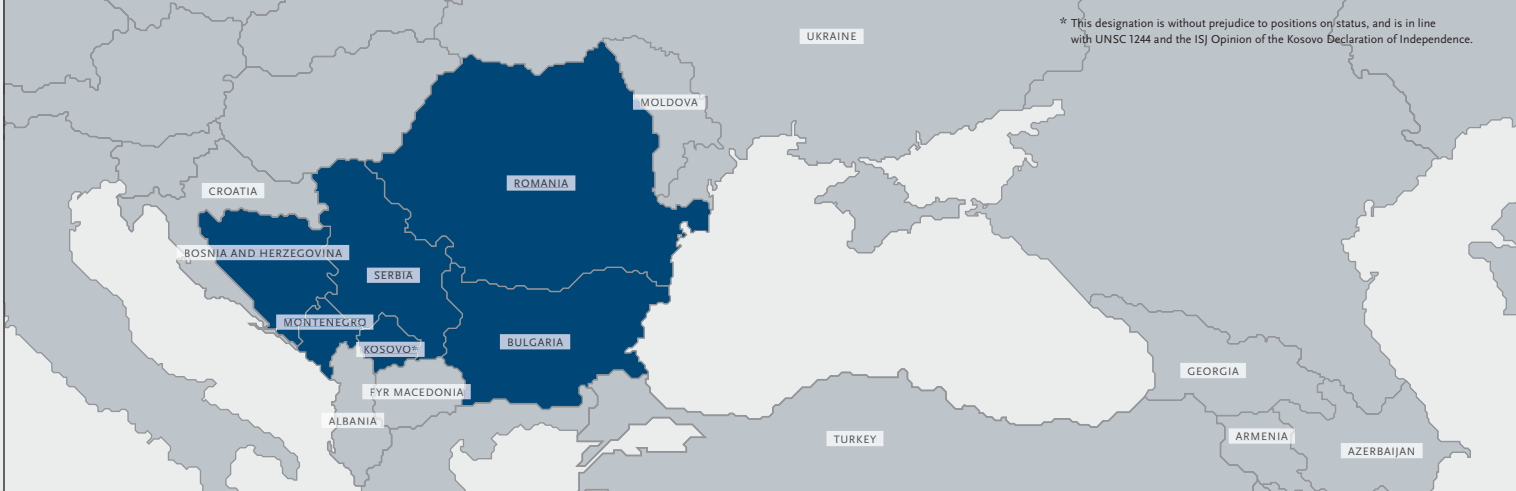 * This designation is without prejudice to positions on status, and is in line
with UNSC 1244 and the ISJ Opinion of the Kosovo Declaration of Independence.
UKRAINE
MOLDOVA
ROMANIA
CROATIA
BOSNIA AND HERZEGOVINA
SERBIA
MONTENEGRO
BULGARIA
KOSOVO*
GEORGIA
FYR MACEDONIA
ALBANIA
TURKEY
ARMENIA
AZERBAIJAN